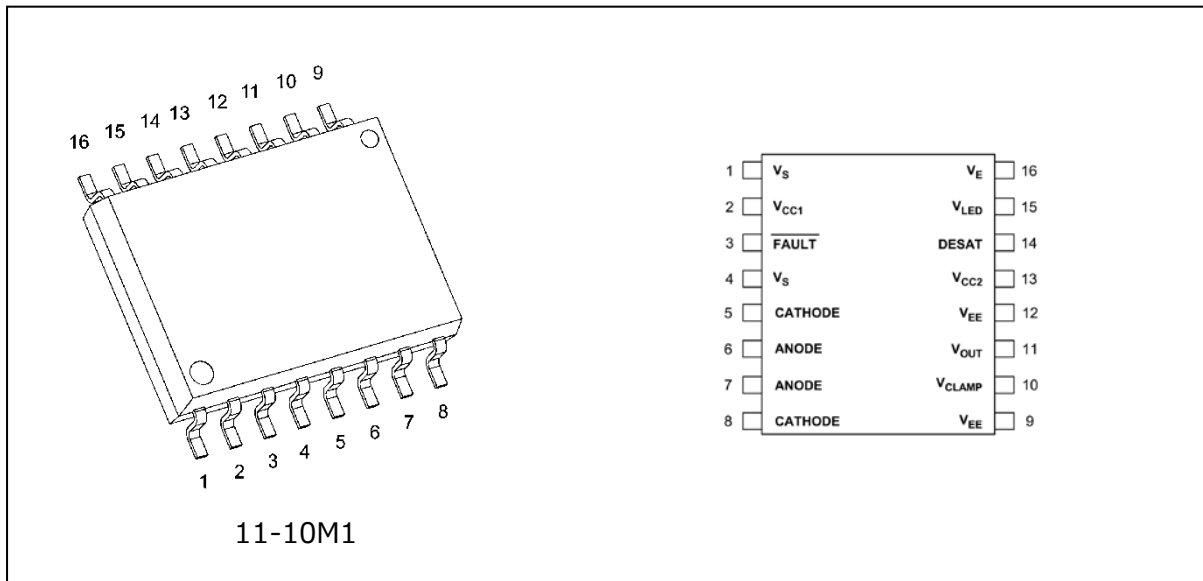 16 15 14 13 12 11 10 9
1 2 3 4 5 6 7 8
11-10M1
1 VS VE 16
2 VCC1 VLED 15
3 FAULT DESAT 14
4 VS VCC2 13
5 CATHODE VEE 12
6 ANODE VOUT 11
7 ANODE VCLAMP 10
8 CATHODE VEE 9